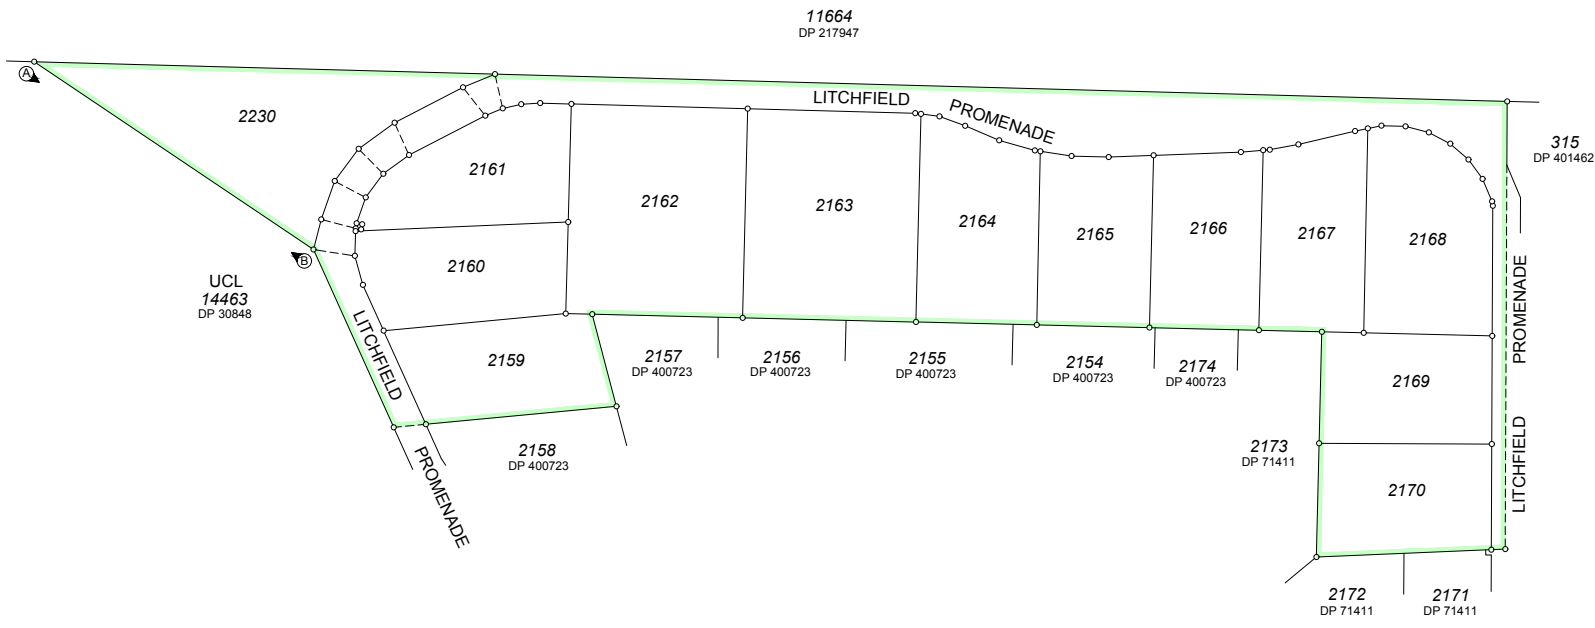 11664
DP 217947
A
2230
LITCHFIELD
PROMENADE
315
DP 401462
2161
2162
2163
2164
2165
2166
2167
2168
2160
B
UCL
14463
DP 30848
LITCHFIELD
PROMENADE
2159
2157
DP 400723
2156
DP 400723
2155
DP 400723
2154
DP 400723
2174
DP 400723
2169
PROMENADE
LITCHFIELD
2158
DP 400723
2173
DP 71411
2170
2172
DP 71411
2171
DP 71411